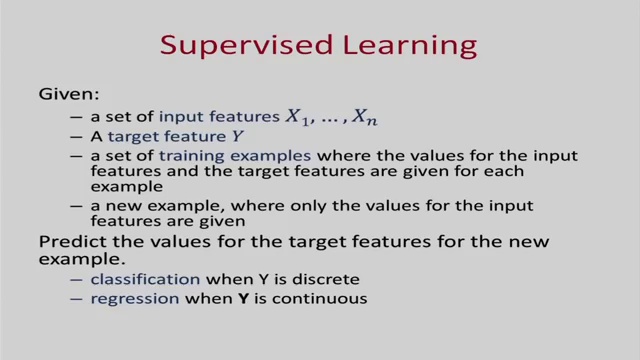 Supervised Learning
Given:
– a set of input features X₁, … , Xₙ
– A target feature Y
– a set of training examples where the values for the input
features and the target features are given for each
example
– a new example, where only the values for the input
features are given
Predict the values for the target features for the new
example.
– classification when Y is discrete
– regression when Y is continuous